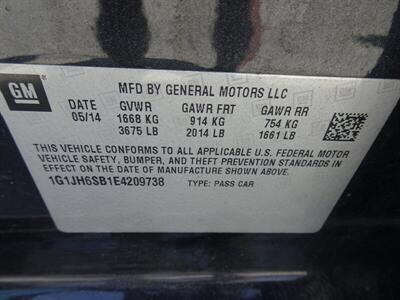 GM
MFD BY GENERAL MOTORS LLC
DATE GVWR GAWR FRT GAWR RR
05/14 1668 KG 914 KG 754 KG
3675 LB 2014 LB 1661 LB
THIS VEHICLE CONFORMS TO ALL APPLICABLE U.S. FEDERAL MOTOR
VEHICLE SAFETY, BUMPER, AND THEFT PREVENTION STANDARDS IN
EFFECT ON THE DATE OF MANUFACTURE SHOWN ABOVE.
1G1JH6SB1E4209738 TYPE: PASS CAR